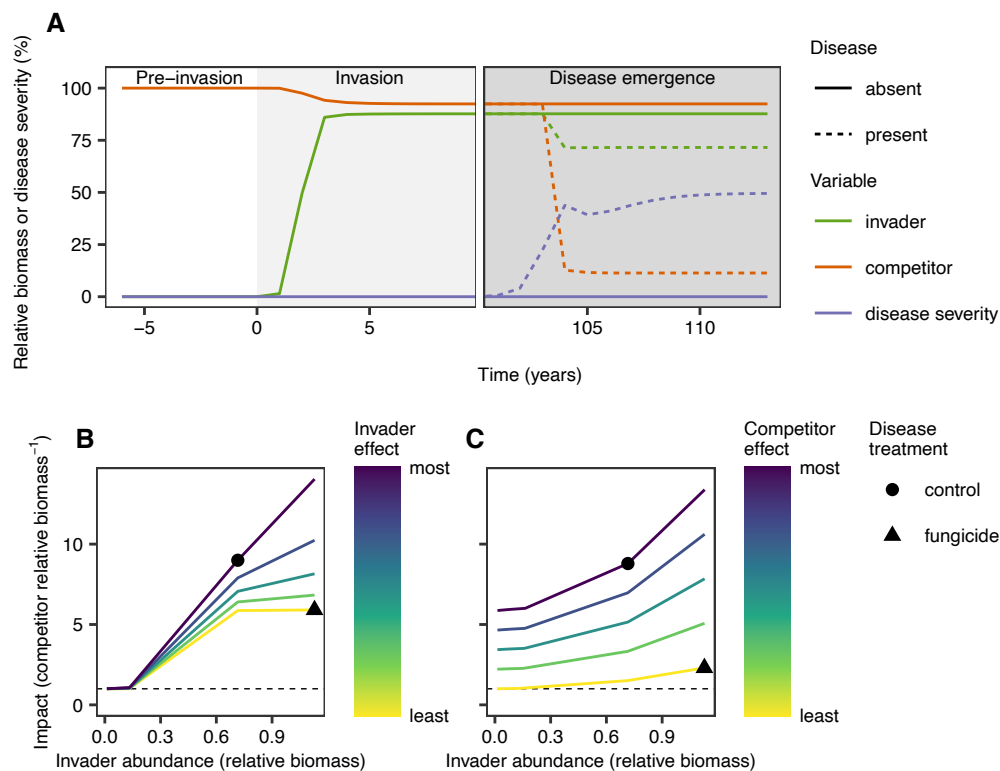 A
Relative biomass or disease severity (%)
Pre−invasion
Invasion
Disease emergence
100
75
50
25
0
−5
0
5
105
110
Time (years)
Disease
absent
present
Variable
invader
competitor
disease severity
B
Impact (competitor relative biomass⁻¹)
10
5
0
0.0
0.3
0.6
0.9
Invader abundance (relative biomass)
Invader
effect
most
least
C
0.0
0.3
0.6
0.9
Invader abundance (relative biomass)
Competitor
effect
most
least
Disease
treatment
control
fungicide